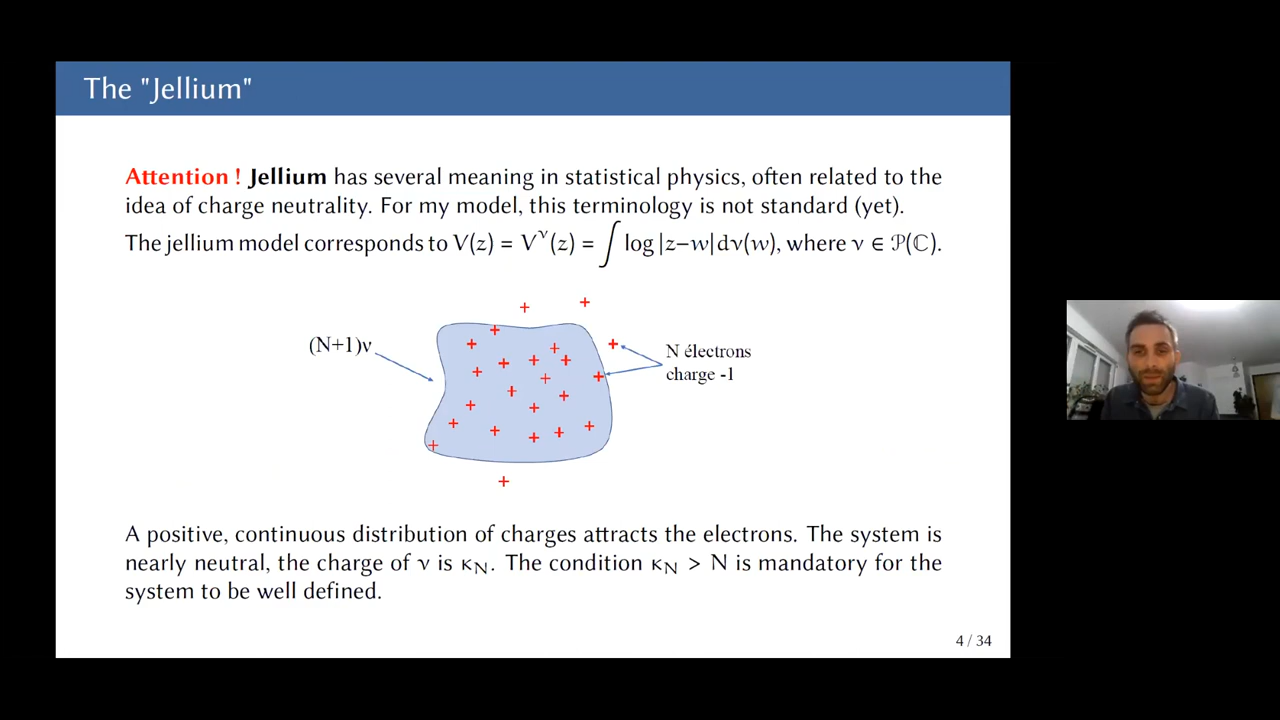 The "Jellium"
Attention ! Jellium has several meaning in statistical physics, often related to the
idea of charge neutrality. For my model, this terminology is not standard (yet).
The jellium model corresponds to V(z) = V^ν(z) = ∫ log |z−w|dν(w), where ν ∈ 𝒫(ℂ).
(N+1)ν
N électrons
charge -1
A positive, continuous distribution of charges attracts the electrons. The system is
nearly neutral, the charge of ν is κ_N. The condition κ_N > N is mandatory for the
system to be well defined.
4 / 34